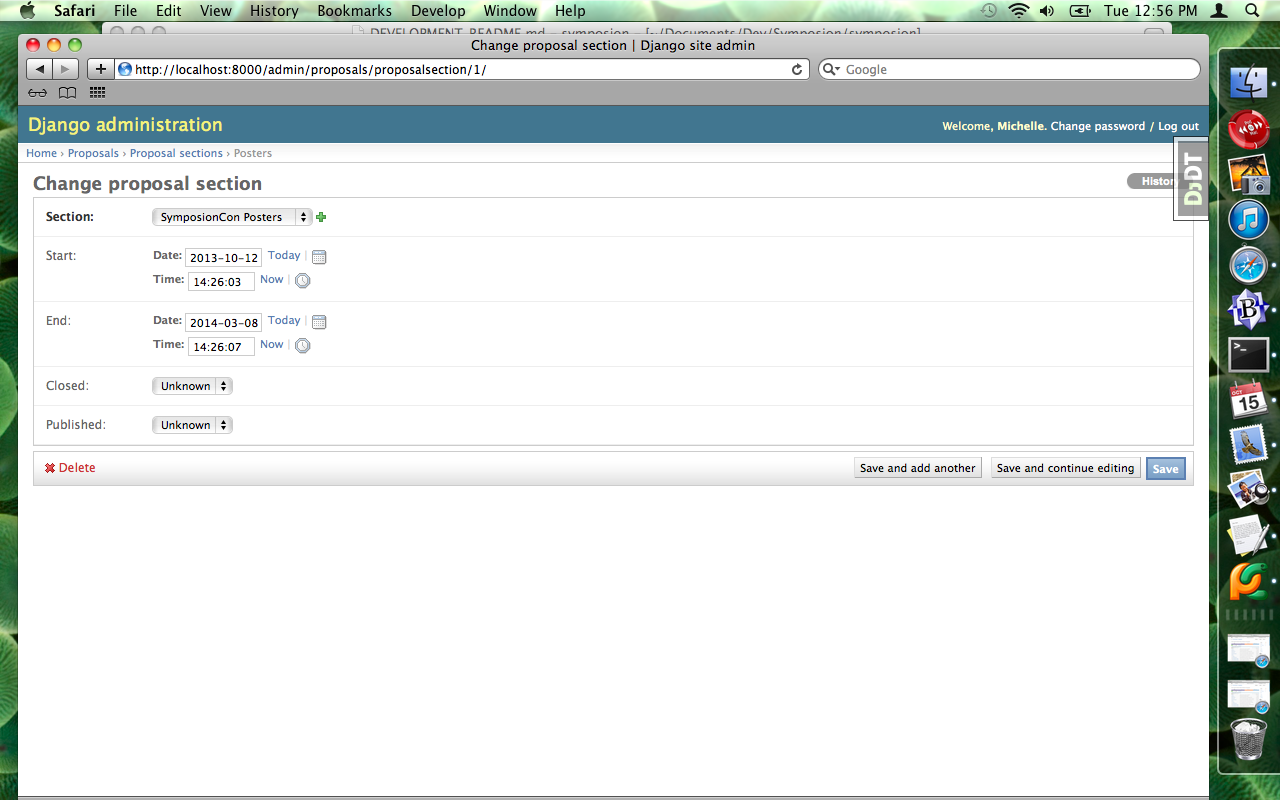 Safari File Edit View History Bookmarks Develop Window Help Tue 12:56 PM
DEVELOPMENT_README.md – symposion – [~/Documents/Dev/Symposion/symposion]
Change proposal section | Django site admin
http://localhost:8000/admin/proposals/proposalsection/1/ Google
Django administration Welcome, Michelle. Change password / Log out
Home › Proposals › Proposal sections › Posters
DjDT
Change proposal section Histor
Section: SymposionCon Posters
Start: Date: 2013-10-12 Today |
Time: 14:26:03 Now |
End: Date: 2014-03-08 Today |
Time: 14:26:07 Now |
Closed: Unknown
Published: Unknown
Delete Save and add another Save and continue editing Save
OCT
15